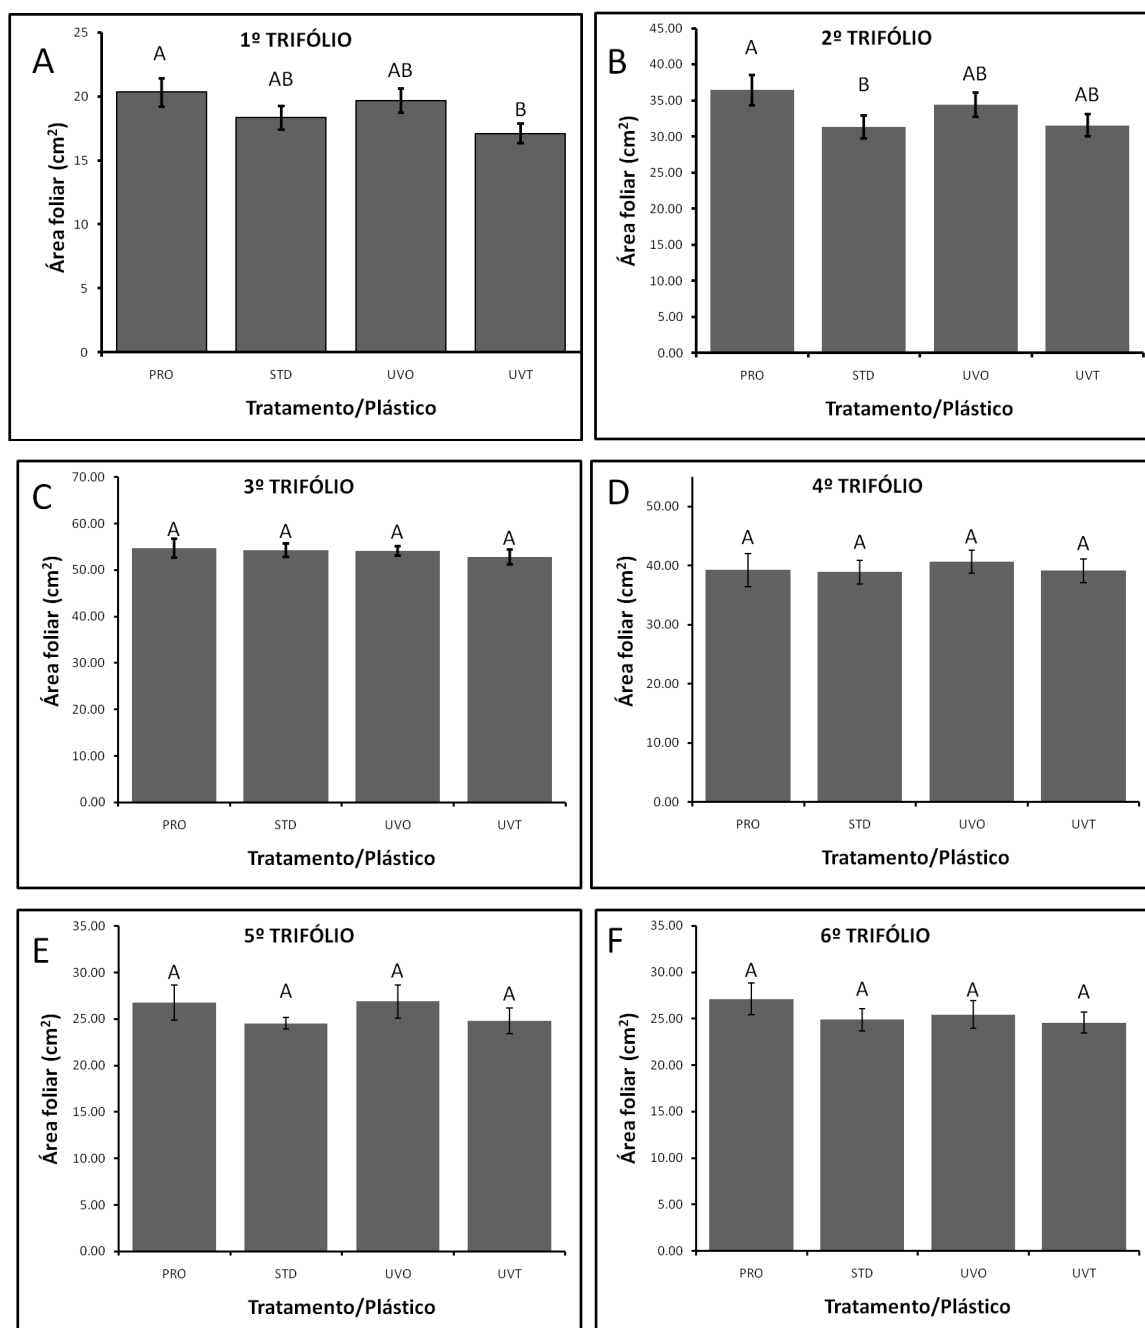 A
1º TRIFÓLIO
Área foliar (cm²)
25
20
15
10
5
0
A
AB
AB
B
PRO
STD
UVO
UVT
Tratamento/Plástico
B
2º TRIFÓLIO
Área foliar (cm²)
45.00
40.00
35.00
30.00
25.00
20.00
15.00
10.00
5.00
0.00
A
B
AB
AB
PRO
STD
UVO
UVT
Tratamento/Plástico
C
3º TRIFÓLIO
Área foliar (cm²)
70.00
60.00
50.00
40.00
30.00
20.00
10.00
0.00
A
A
A
A
PRO
STD
UVO
UVT
Tratamento/Plástico
D
4º TRIFÓLIO
Área foliar (cm²)
50.00
40.00
30.00
20.00
10.00
0.00
A
A
A
A
PRO
STD
UVO
UVT
Tratamento/Plástico
E
5º TRIFÓLIO
Área foliar (cm²)
35.00
30.00
25.00
20.00
15.00
10.00
5.00
0.00
A
A
A
A
PRO
STD
UVO
UVT
Tratamento/Plástico
F
6º TRIFÓLIO
Área foliar (cm²)
35.00
30.00
25.00
20.00
15.00
10.00
5.00
0.00
A
A
A
A
PRO
STD
UVO
UVT
Tratamento/Plástico